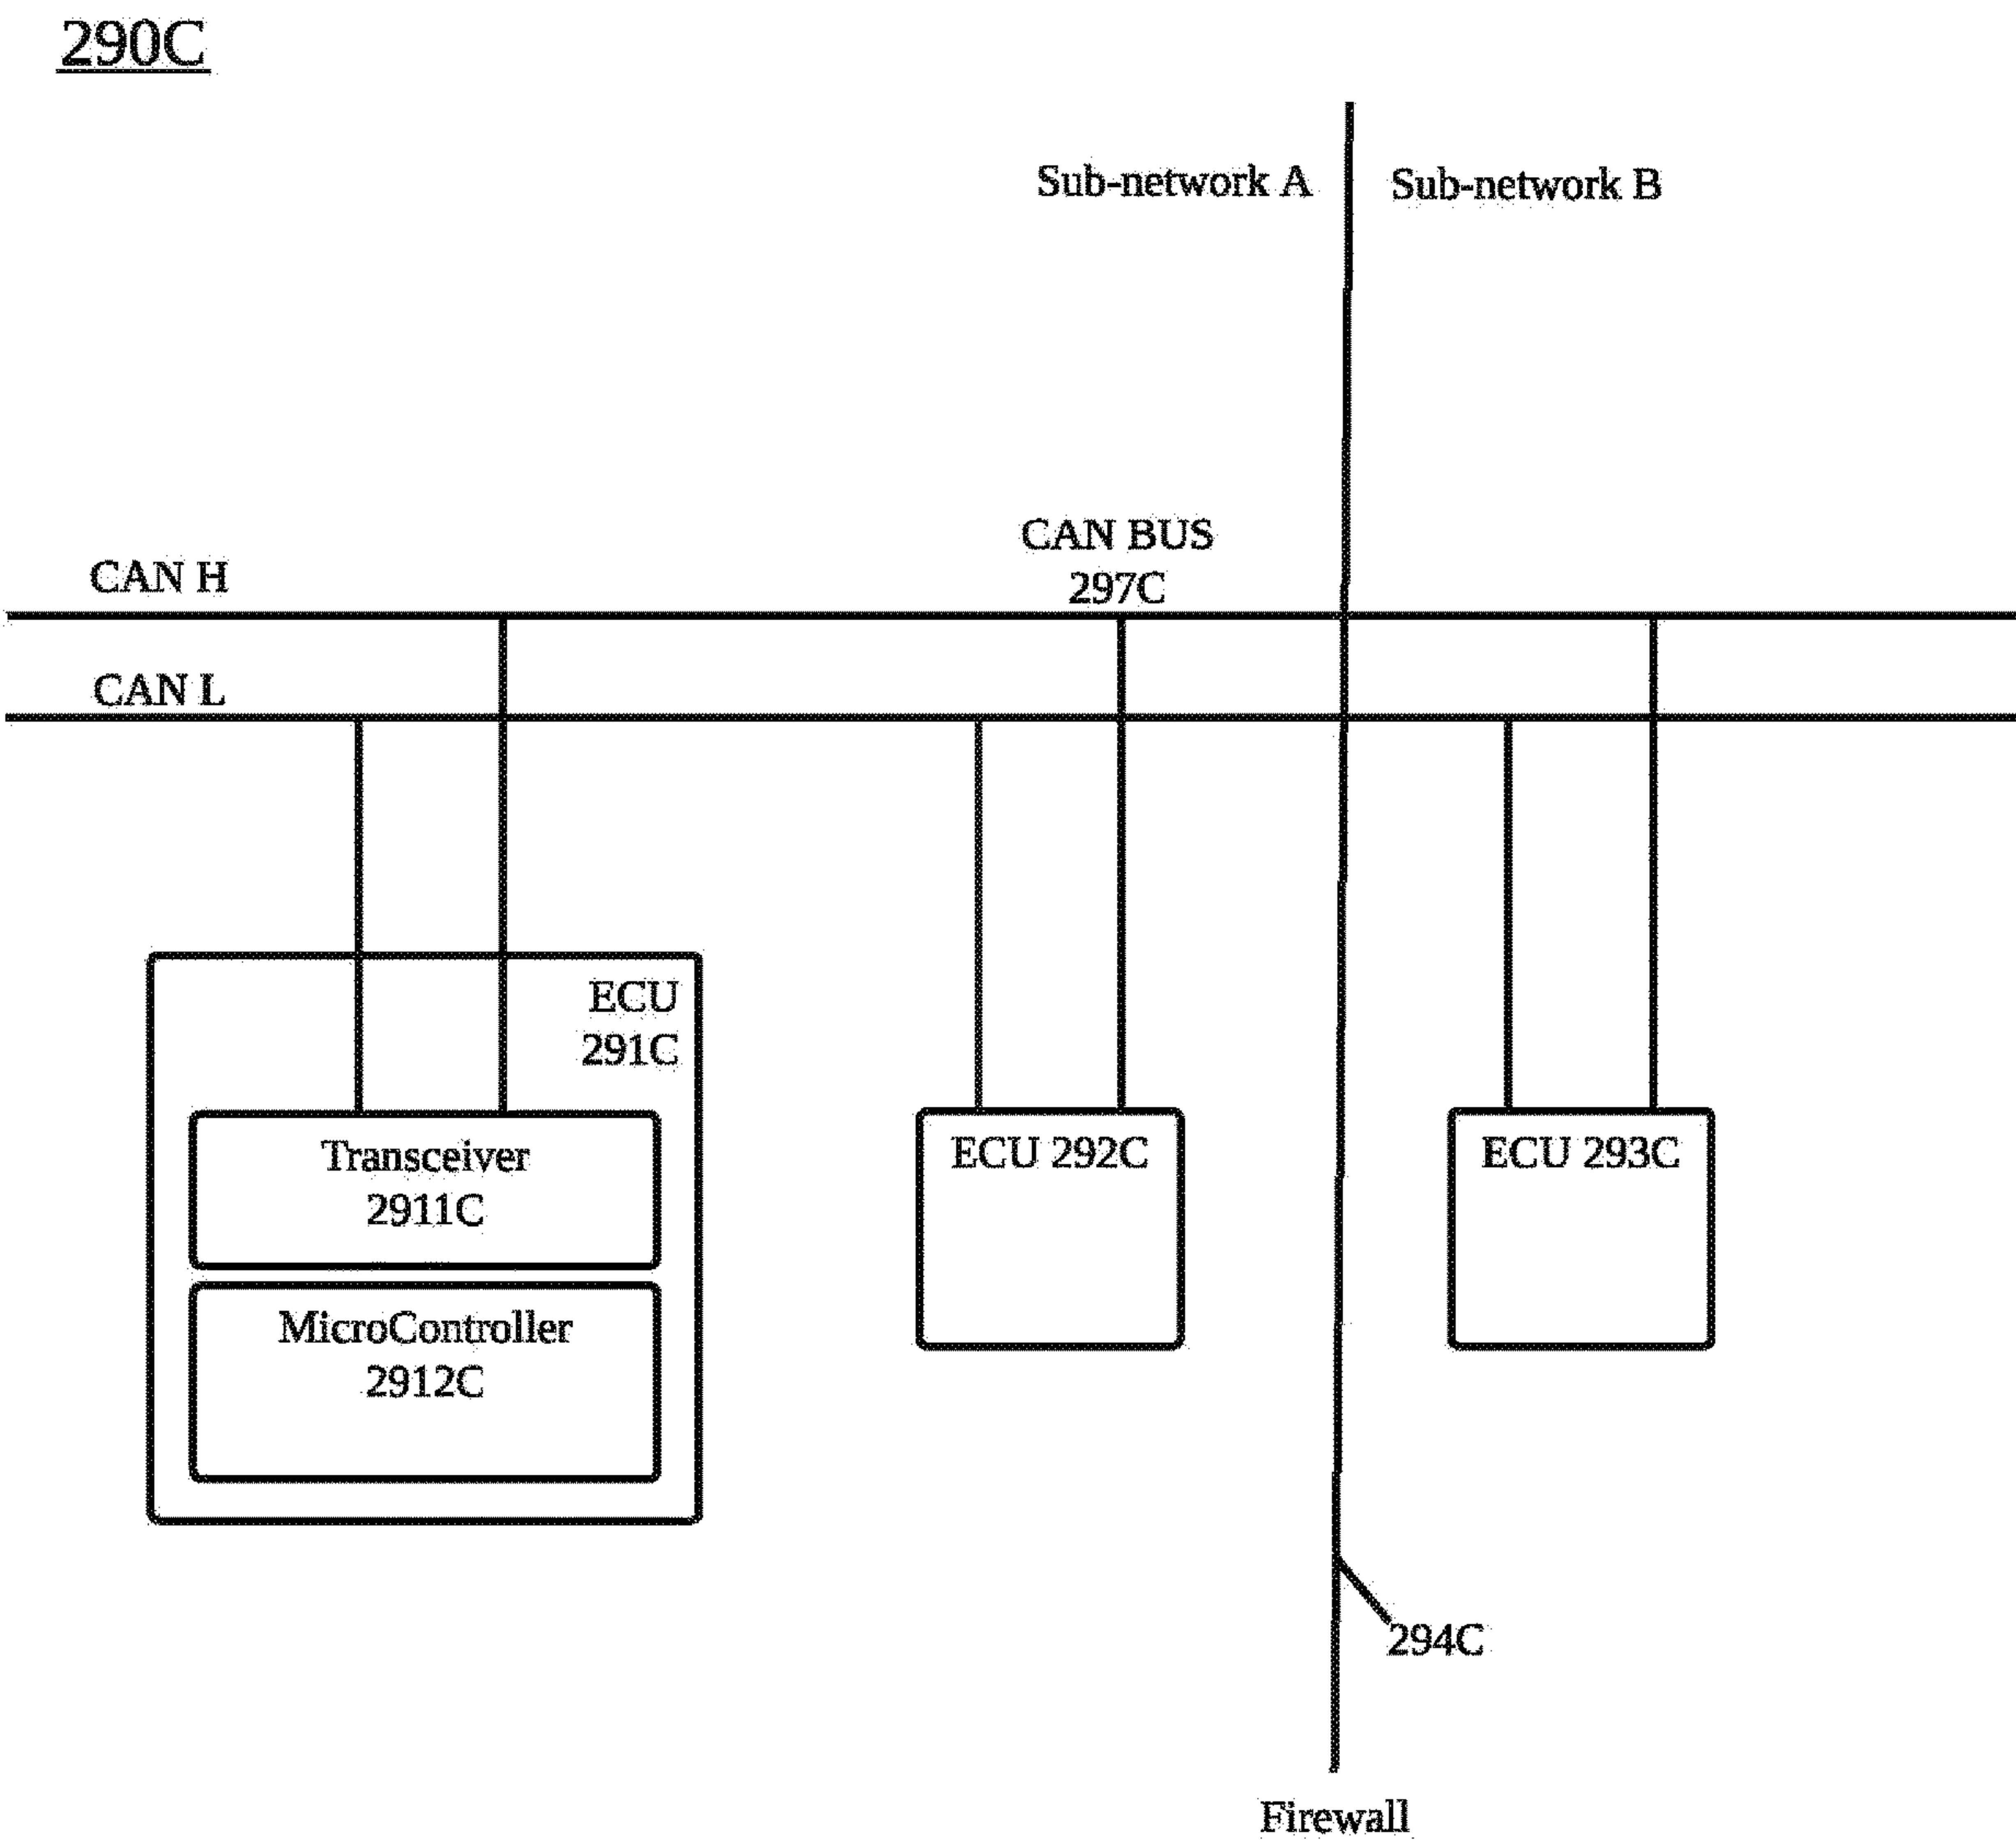 290C
Sub-network A
Sub-network B
CAN BUS
297C
CAN H
CAN L
ECU
291C
Transceiver
2911C
MicroController
2912C
ECU 292C
ECU 293C
294C
Firewall